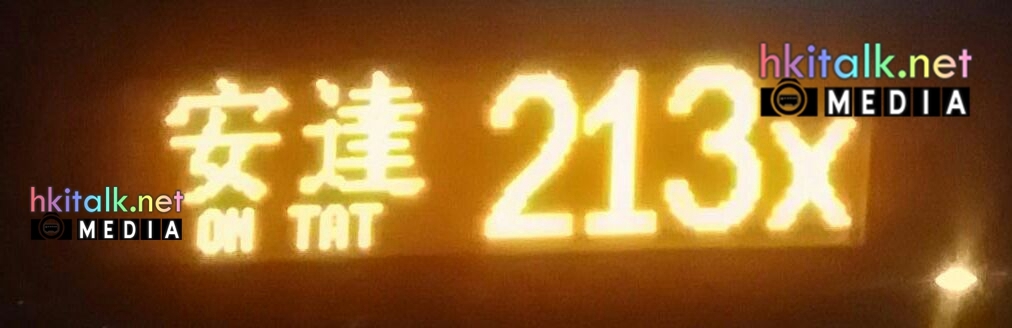 安達 213x
ON TAT
hkitalk.net
MEDIA
hkitalk.net
MEDIA